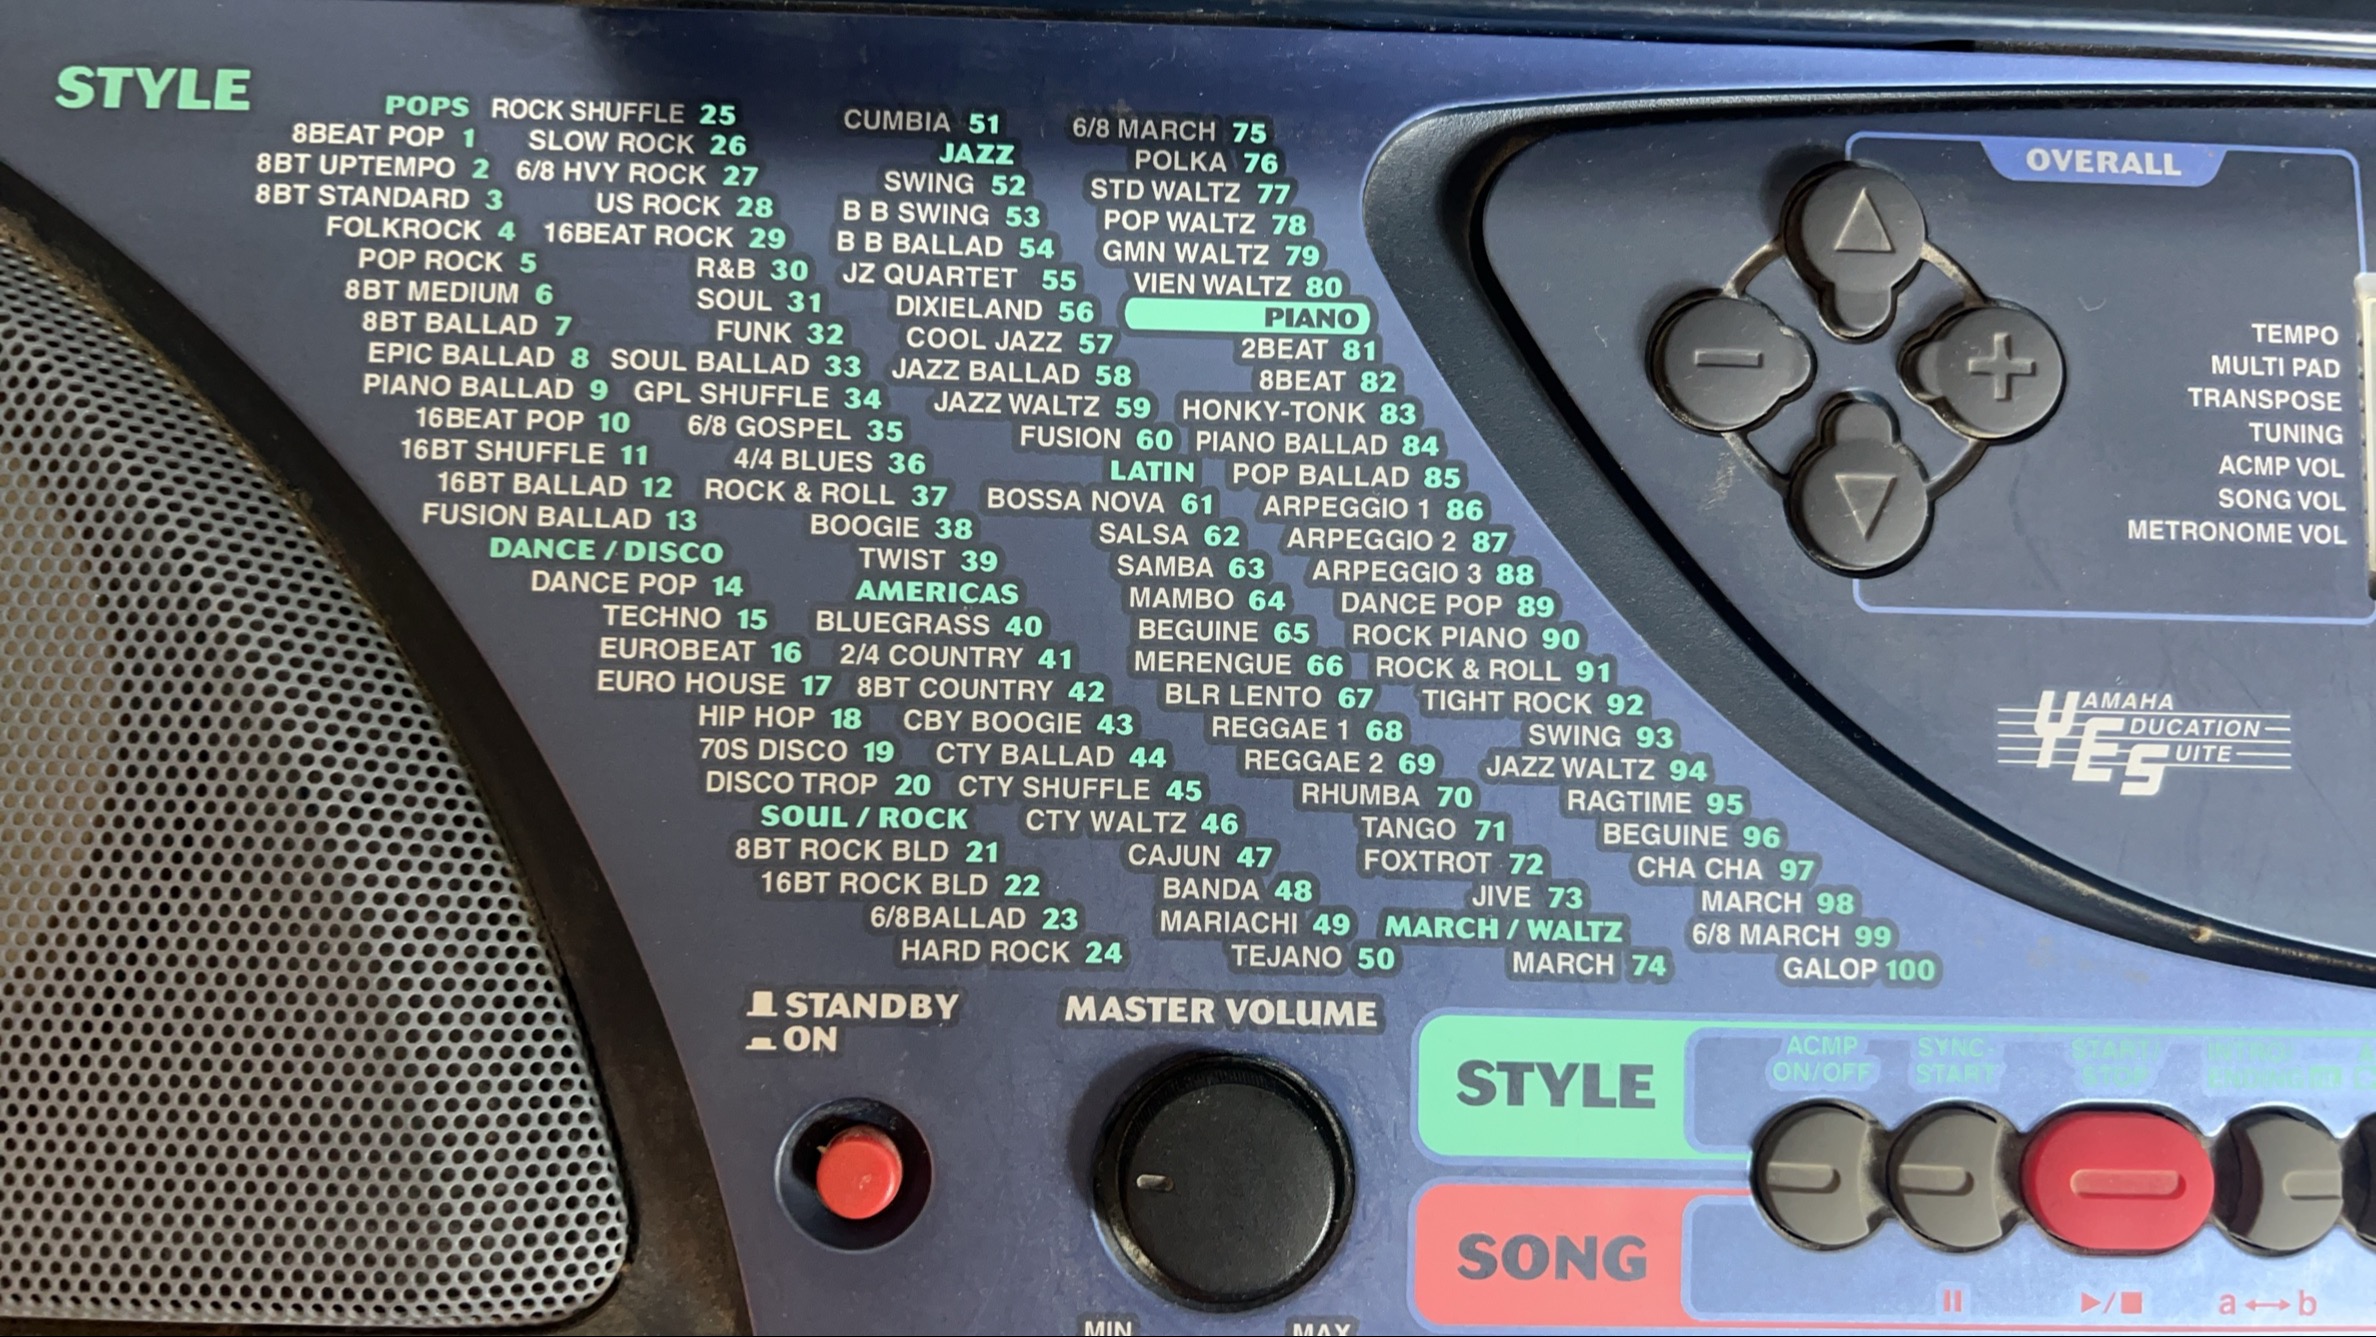 STYLE
POPS
8BEAT POP 1
8BT UPTEMPO 2
8BT STANDARD 3
FOLKROCK 4
POP ROCK 5
8BT MEDIUM 6
8BT BALLAD 7
EPIC BALLAD 8
PIANO BALLAD 9
16BEAT POP 10
16BT SHUFFLE 11
16BT BALLAD 12
FUSION BALLAD 13
DANCE / DISCO
DANCE POP 14
TECHNO 15
EUROBEAT 16
EURO HOUSE 17
HIP HOP 18
70S DISCO 19
DISCO TROP 20
SOUL / ROCK
8BT ROCK BLD 21
16BT ROCK BLD 22
6/8BALLAD 23
HARD ROCK 24
ROCK SHUFFLE 25
SLOW ROCK 26
6/8 HVY ROCK 27
US ROCK 28
16BEAT ROCK 29
R&B 30
SOUL 31
FUNK 32
SOUL BALLAD 33
GPL SHUFFLE 34
6/8 GOSPEL 35
4/4 BLUES 36
ROCK & ROLL 37
BOOGIE 38
TWIST 39
AMERICAS
BLUEGRASS 40
2/4 COUNTRY 41
8BT COUNTRY 42
CBY BOOGIE 43
CTY BALLAD 44
CTY SHUFFLE 45
CTY WALTZ 46
CAJUN 47
BANDA 48
MARIACHI 49
TEJANO 50
CUMBIA 51
JAZZ
SWING 52
B B SWING 53
B B BALLAD 54
JZ QUARTET 55
DIXIELAND 56
COOL JAZZ 57
JAZZ BALLAD 58
JAZZ WALTZ 59
FUSION 60
LATIN
BOSSA NOVA 61
SALSA 62
SAMBA 63
MAMBO 64
BEGUINE 65
MERENGUE 66
BLR LENTO 67
REGGAE 1 68
REGGAE 2 69
RHUMBA 70
TANGO 71
FOXTROT 72
JIVE 73
MARCH / WALTZ
MARCH 74
6/8 MARCH 75
POLKA 76
STD WALTZ 77
POP WALTZ 78
GMN WALTZ 79
VIEN WALTZ 80
PIANO
2BEAT 81
8BEAT 82
HONKY-TONK 83
PIANO BALLAD 84
POP BALLAD 85
ARPEGGIO 1 86
ARPEGGIO 2 87
ARPEGGIO 3 88
DANCE POP 89
ROCK PIANO 90
ROCK & ROLL 91
TIGHT ROCK 92
SWING 93
JAZZ WALTZ 94
RAGTIME 95
BEGUINE 96
CHA CHA 97
MARCH 98
6/8 MARCH 99
GALOP 100
OVERALL
TEMPO
MULTI PAD
TRANSPOSE
TUNING
ACMP VOL
SONG VOL
METRONOME VOL
YAMAHA
EDUCATION
SUITE
STANDBY
ON
MASTER VOLUME
MIN MAX
STYLE
ACMP
ON/OFF
SYNC-
START
START/
STOP
INTRO/
ENDING
SONG
a b